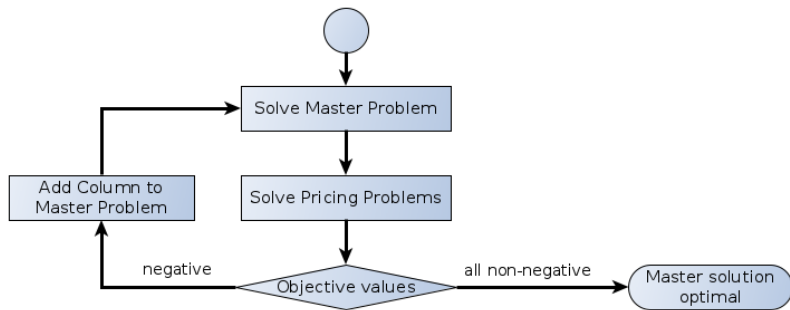 Solve Master Problem
Add Column to
Master Problem
Solve Pricing Problems
negative
Objective values
all non-negative
Master solution
optimal